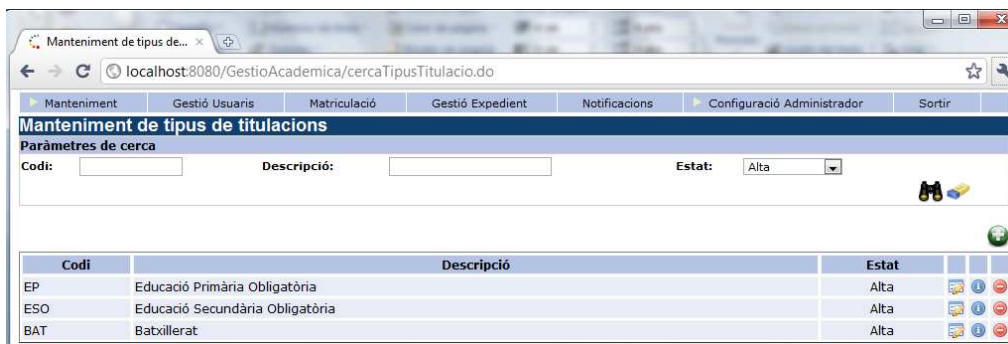 Manteniment de tipus de...
localhost:8080/GestioAcademica/cercaTipusTitulacio.do
Manteniment Gestió Usuaris Matriculació Gestió Expedient Notificacions Configuració Administrador Sortir
Manteniment de tipus de titulacions
Paràmetres de cerca
Codi: Descripció: Estat: Alta
Codi Descripció Estat
EP Educació Primària Obligatòria Alta
ESO Educació Secundària Obligatòria Alta
BAT Batxillerat Alta